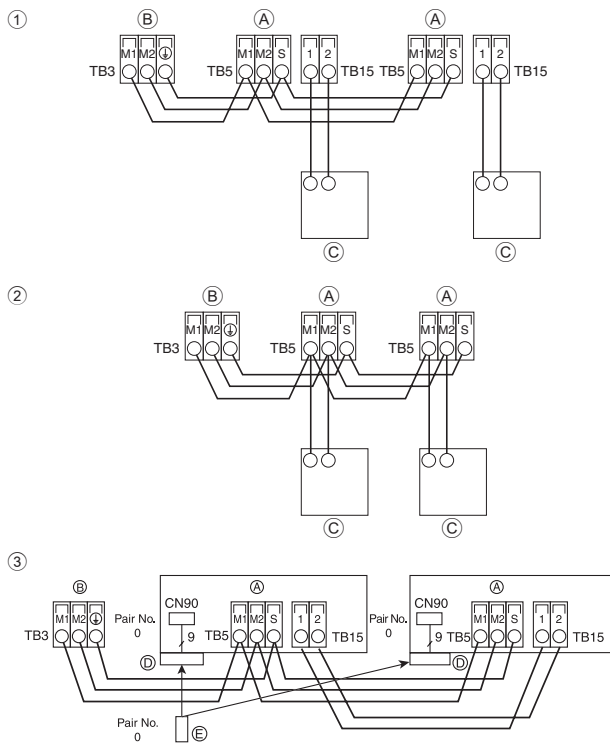 ①
Ⓑ Ⓐ Ⓐ
M1 M2 M1 M2 S 1 2 M1 M2 S 1 2
TB3 TB5 TB15 TB5 TB15
Ⓒ Ⓒ
②
Ⓑ Ⓐ Ⓐ
M1 M2 M1 M2 S M1 M2 S
TB3 TB5 TB5
Ⓒ Ⓒ
③
Ⓑ Ⓐ Ⓐ
CN90 CN90
M1 M2 M1 M2 S 1 2 M1 M2 S 1 2
Pair No. Pair No.
0 9 0 9
TB3 TB5 TB15 TB5 TB15
Ⓓ Ⓓ
Pair No.
0 Ⓔ